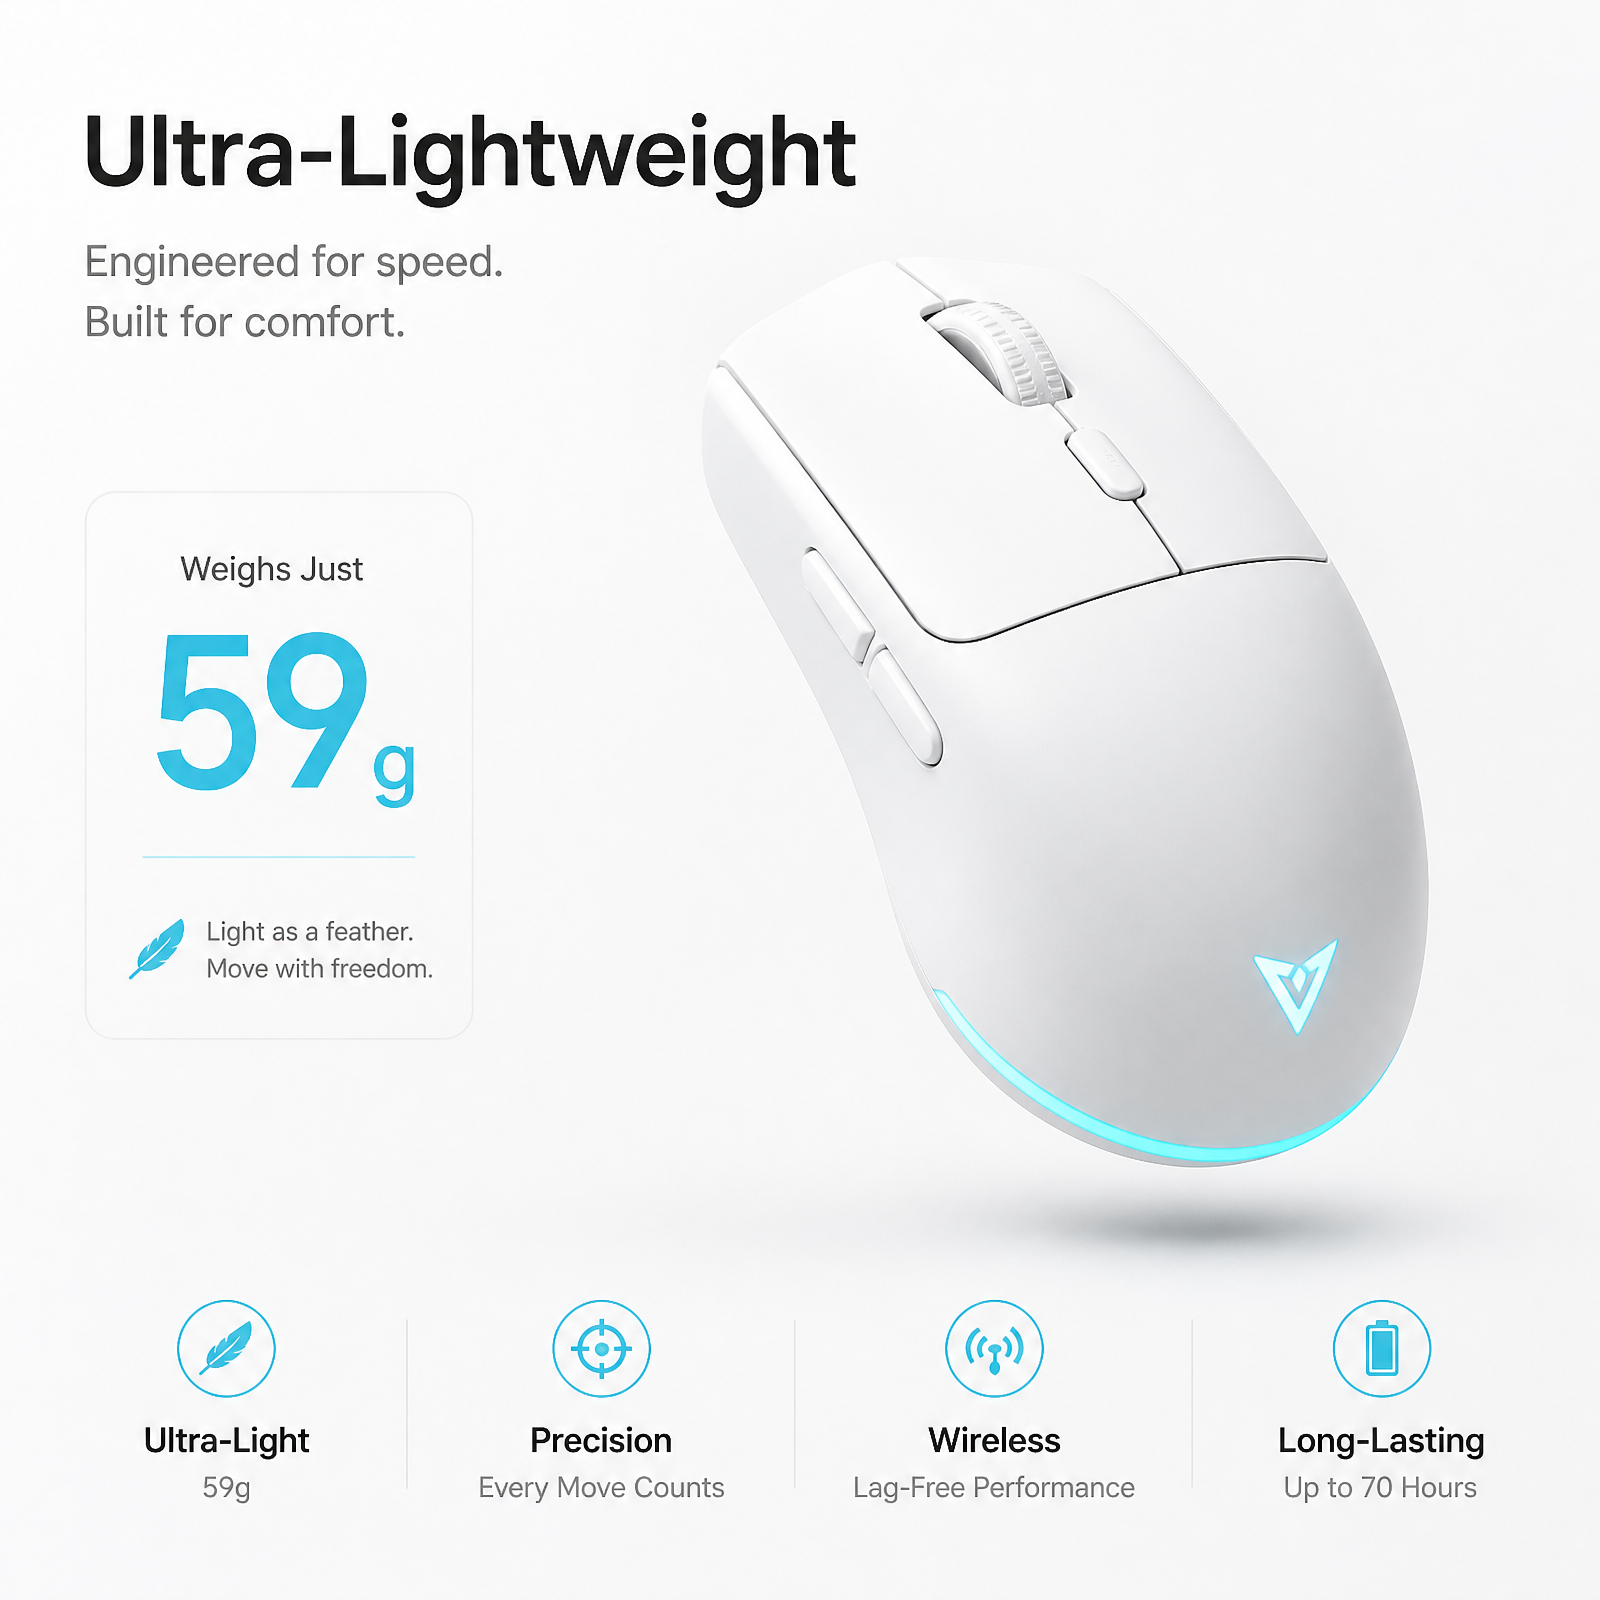 Ultra-Lightweight
Engineered for speed.
Built for comfort.
Weighs Just
59g
Light as a feather.
Move with freedom.
Ultra-Light
59g
Precision
Every Move Counts
Wireless
Lag-Free Performance
Long-Lasting
Up to 70 Hours